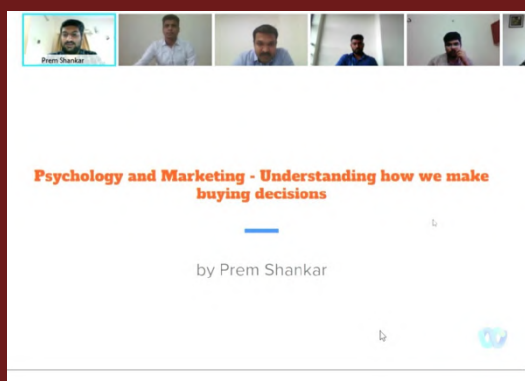 Prem Shankar
Psychology and Marketing - Understanding how we make
buying decisions
by Prem Shankar